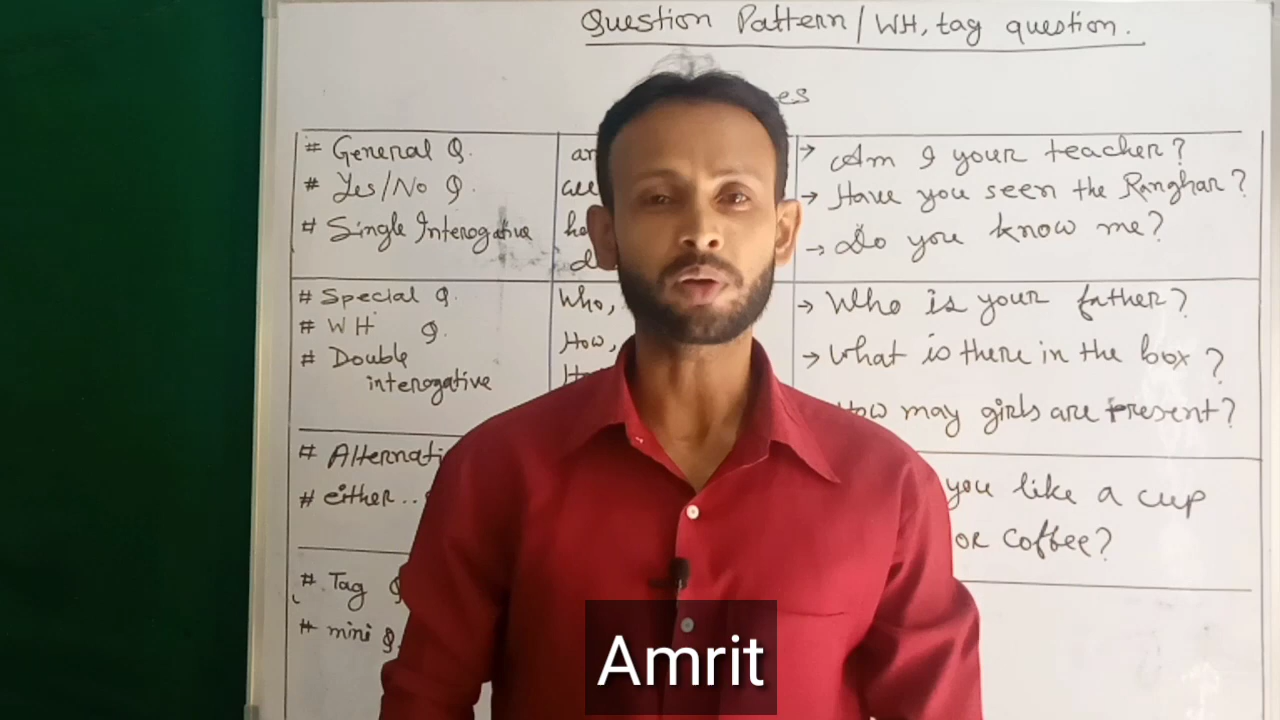 Question Pattern / WH, tag question.
# General Q.
→ Am I your teacher?
# Yes/No Q.
→ Have you seen the Ranghar?
# Single Interogative
→ Do you know me?
# Special Q.
Who,
→ Who is your father?
# WH Q.
How,
# Double
interogative
→ What is there in the box?
How may girls are present?
# either..
you like a cup
or coffee?
# Tag Q
# mini Q.
Amrit